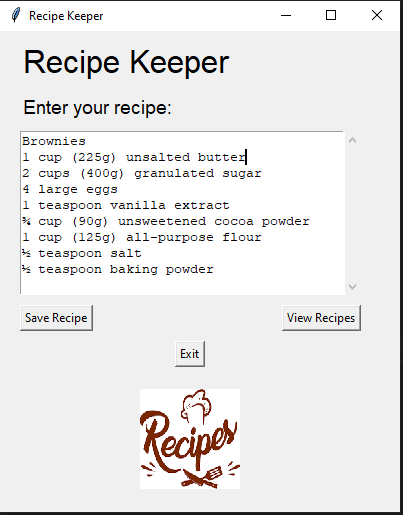 Recipe Keeper
Recipe Keeper
Enter your recipe:
Brownies
1 cup (225g) unsalted butter
2 cups (400g) granulated sugar
4 large eggs
1 teaspoon vanilla extract
¾ cup (90g) unsweetened cocoa powder
1 cup (125g) all-purpose flour
½ teaspoon salt
½ teaspoon baking powder
Save Recipe
View Recipes
Exit
Recipes